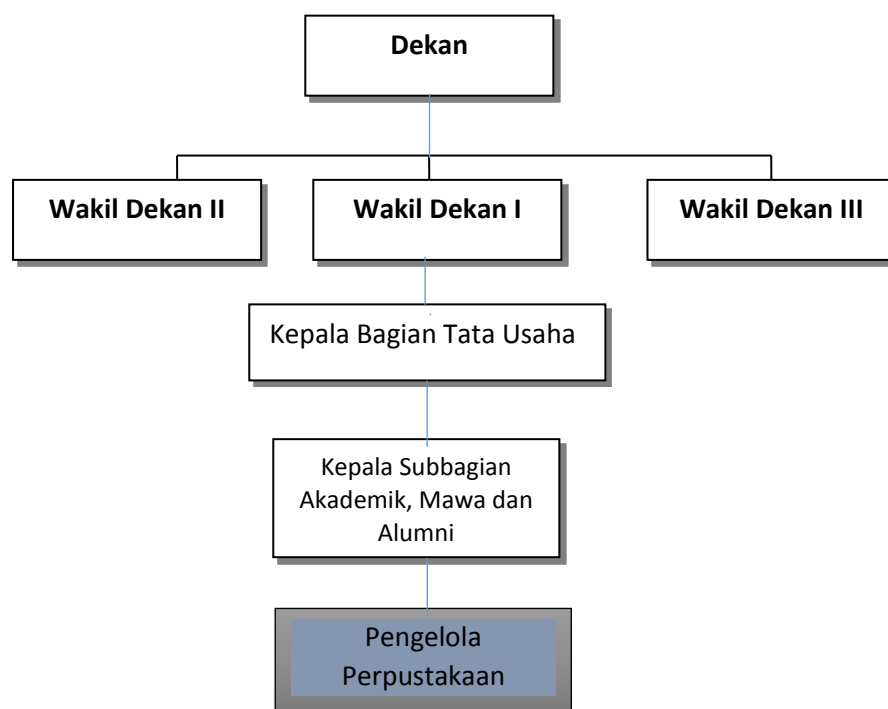 Dekan
Wakil Dekan II
Wakil Dekan I
Wakil Dekan III
Kepala Bagian Tata Usaha
Kepala Subbagian
Akademik, Mawa dan
Alumni
Pengelola
Perpustakaan